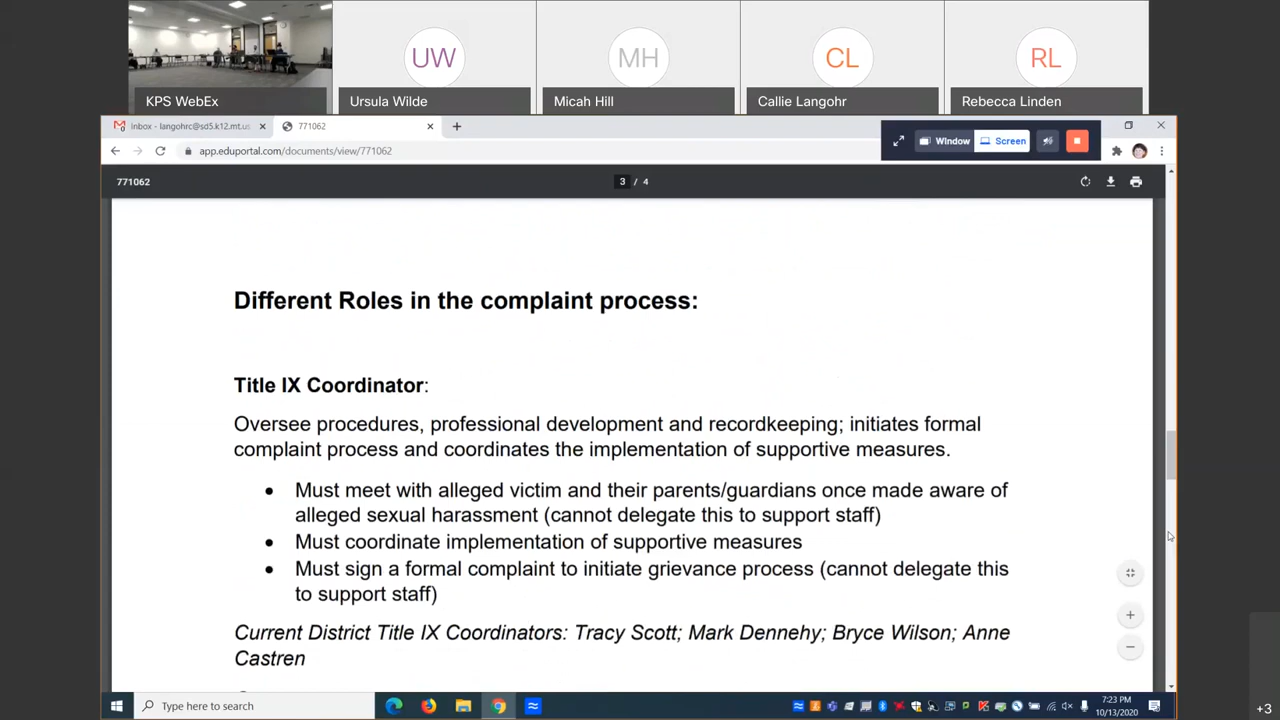 UW
MH
CL
RL
KPS WebEx
Ursula Wilde
Micah Hill
Callie Langohr
Rebecca Linden
Inbox - langohrc@sd5.k12.mt.us
771062
Window
Screen
app.eduportal.com/documents/view/771062
771062
3 / 4
Different Roles in the complaint process:
Title IX Coordinator:
Oversee procedures, professional development and recordkeeping; initiates formal
complaint process and coordinates the implementation of supportive measures.
• Must meet with alleged victim and their parents/guardians once made aware of
alleged sexual harassment (cannot delegate this to support staff)
• Must coordinate implementation of supportive measures
• Must sign a formal complaint to initiate grievance process (cannot delegate this
to support staff)
Current District Title IX Coordinators: Tracy Scott; Mark Dennehy; Bryce Wilson; Anne
Castren
Type here to search
7:23 PM
10/13/2020
+3